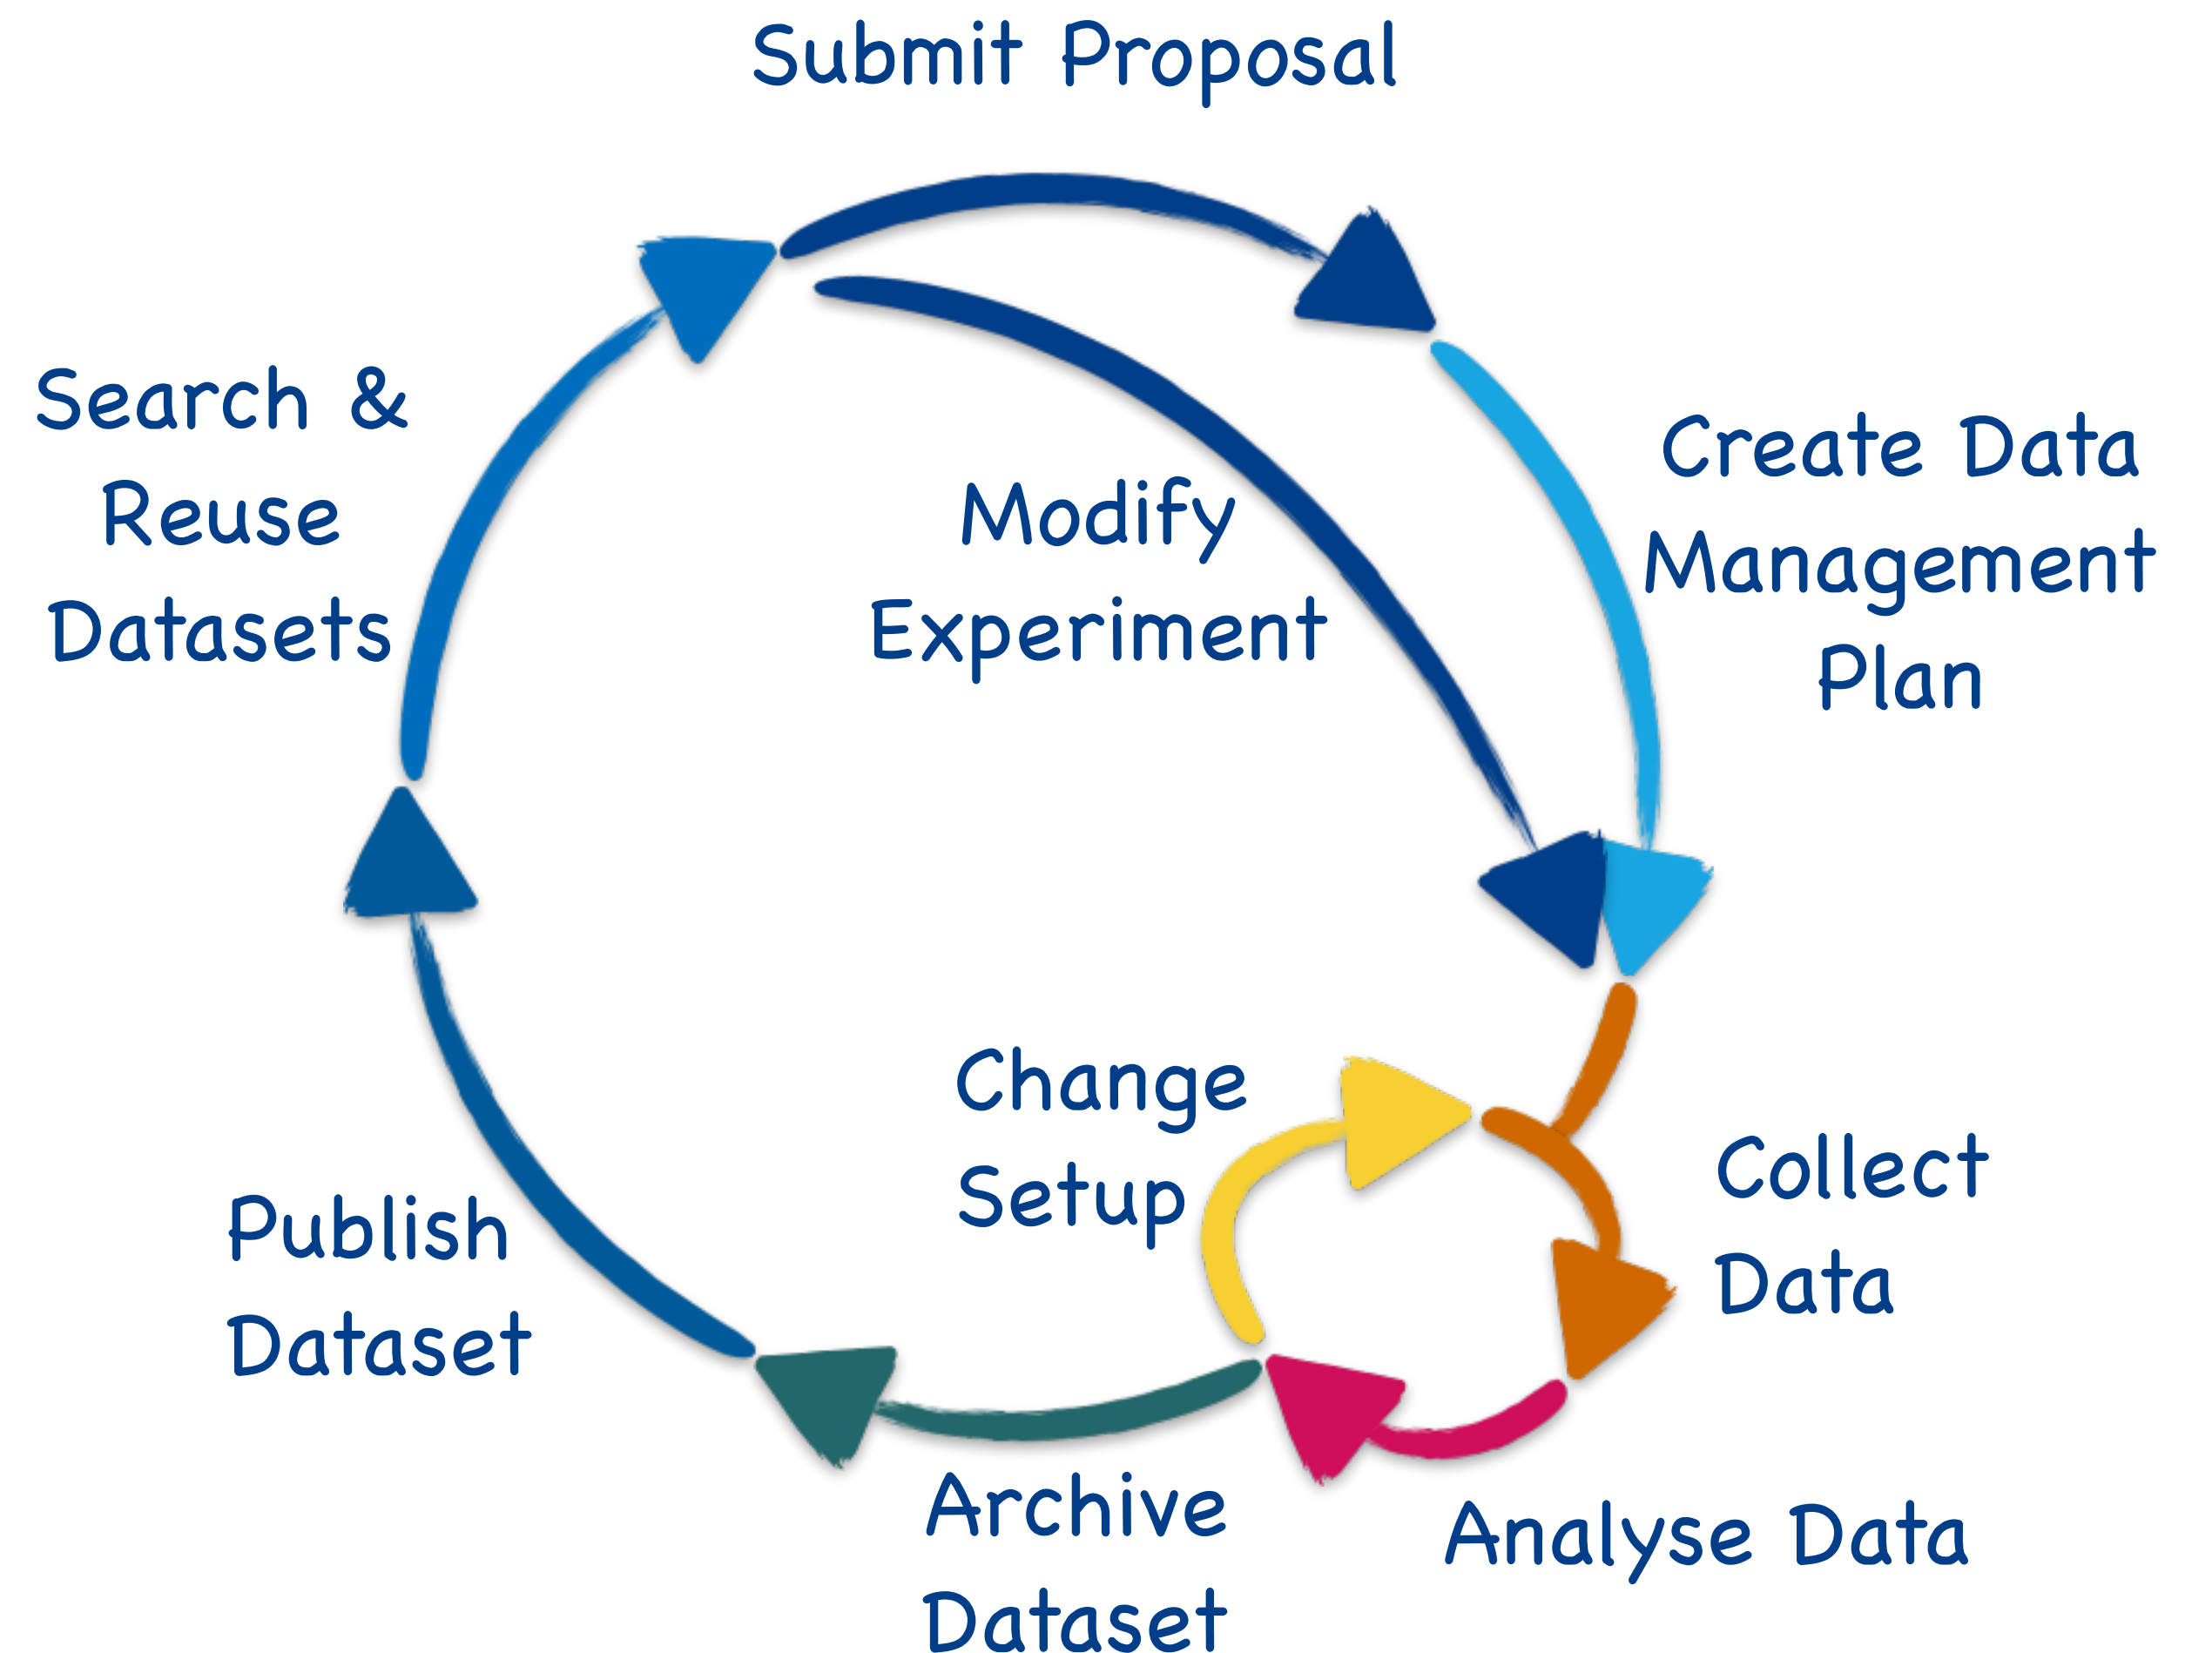 Submit Proposal
Search &
Reuse
Datasets
Modify
Experiment
Create Data
Management
Plan
Change
Setup
Collect
Data
Publish
Dataset
Archive
Dataset
Analyse Data